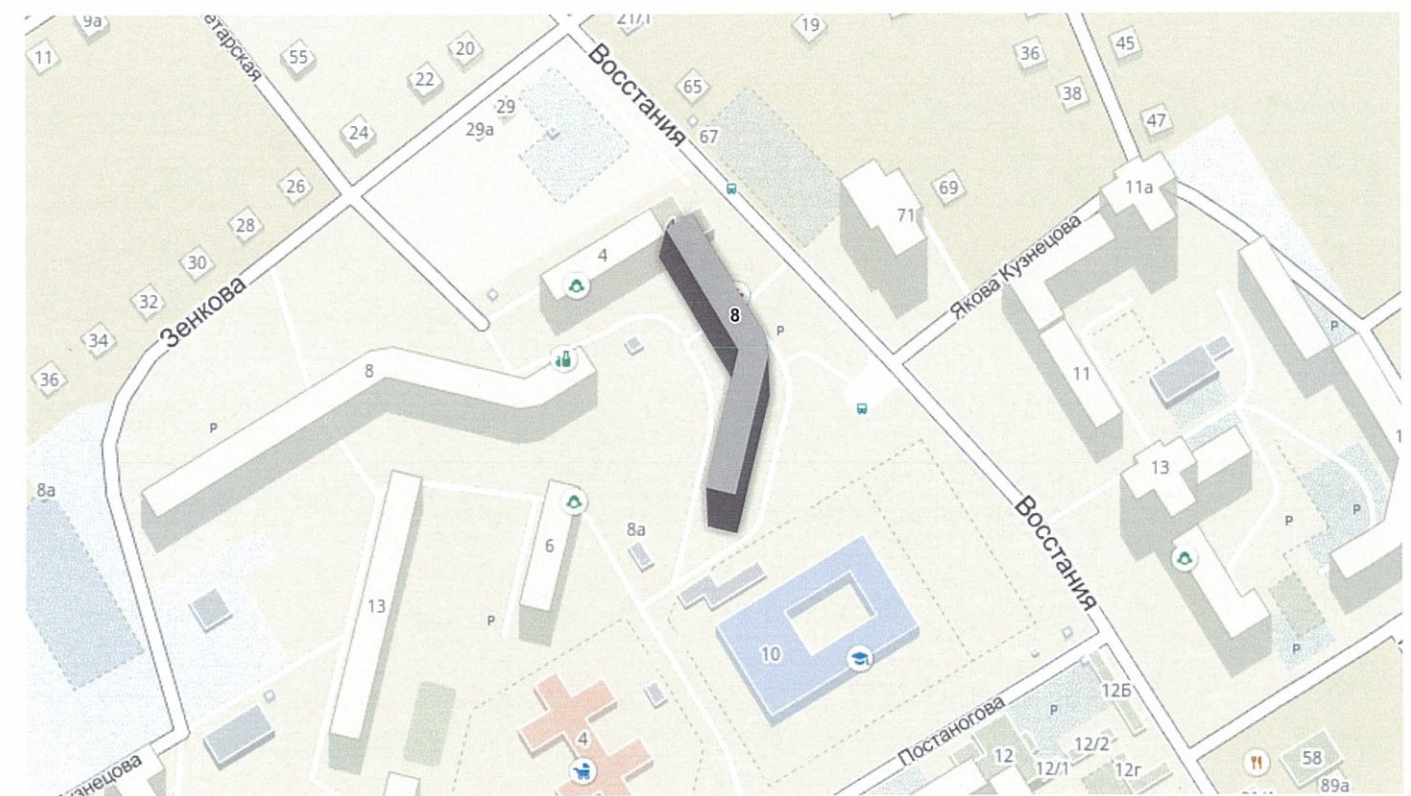 9а
21/1
19
11
55
20
22
Восстания
65
36
45
38
29
29а
67
47
24
26
69
11а
71
28
4
30
Якова Кузнецова
32
Зенкова
8
P
34
P
36
8
11
P
13
8а
P
P
P
8а
6
Восстания
13
P
10
P
12Б
P
Постаногова
4
12/2
12
12/1
12г
58
89а